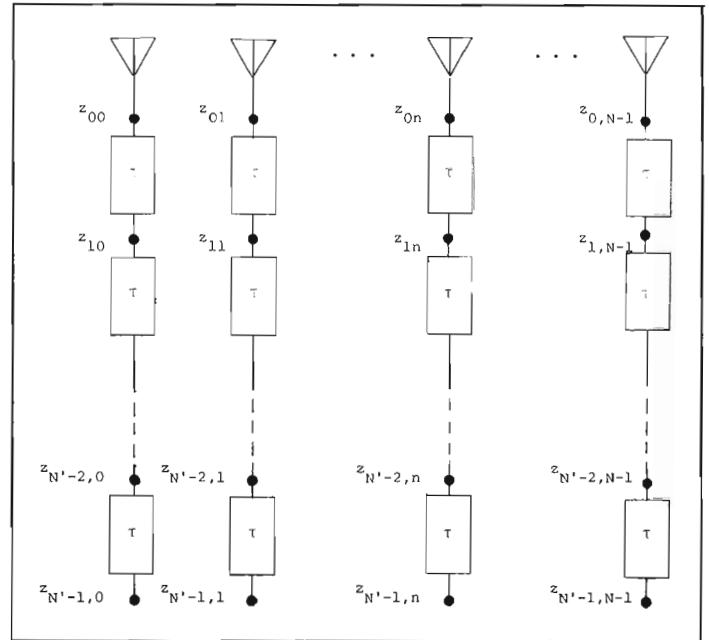 . . . . . .
z00 z01 z0n z0,N-1
τ τ τ τ
z10 z11 z1n z1,N-1
τ τ τ τ
zN'-2,0 zN'-2,1 zN'-2,n zN'-2,N-1
τ τ τ τ
zN'-1,0 zN'-1,1 zN'-1,n zN'-1,N-1